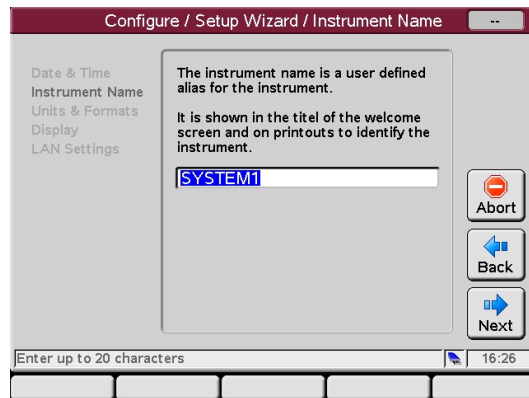 Configure / Setup Wizard / Instrument Name
--
Date & Time
Instrument Name
Units & Formats
Display
LAN Settings
The instrument name is a user defined
alias for the instrument.
It is shown in the titel of the welcome
screen and on printouts to identify the
instrument.
SYSTEM1
Abort
Back
Next
Enter up to 20 characters
16:26